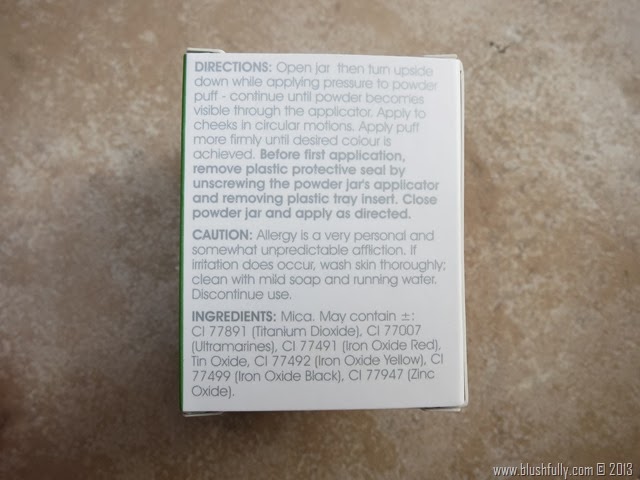 DIRECTIONS: Open jar then turn upside
down while applying pressure to powder
puff - continue until powder becomes
visible through the applicator. Apply to
cheeks in circular motions. Apply puff
more firmly until desired colour is
achieved. Before first application,
remove plastic protective seal by
unscrewing the powder jar's applicator
and removing plastic tray insert. Close
powder jar and apply as directed.
CAUTION: Allergy is a very personal and
somewhat unpredictable affliction. If
irritation does occur, wash skin thoroughly;
clean with mild soap and running water.
Discontinue use.
INGREDIENTS: Mica. May contain ±:
CI 77891 (Titanium Dioxide), CI 77007
(Ultramarines), CI 77491 (Iron Oxide Red),
Tin Oxide, CI 77492 (Iron Oxide Yellow), CI
77499 (Iron Oxide Black), CI 77947 (Zinc
Oxide).
www.blushfully.com © 2013